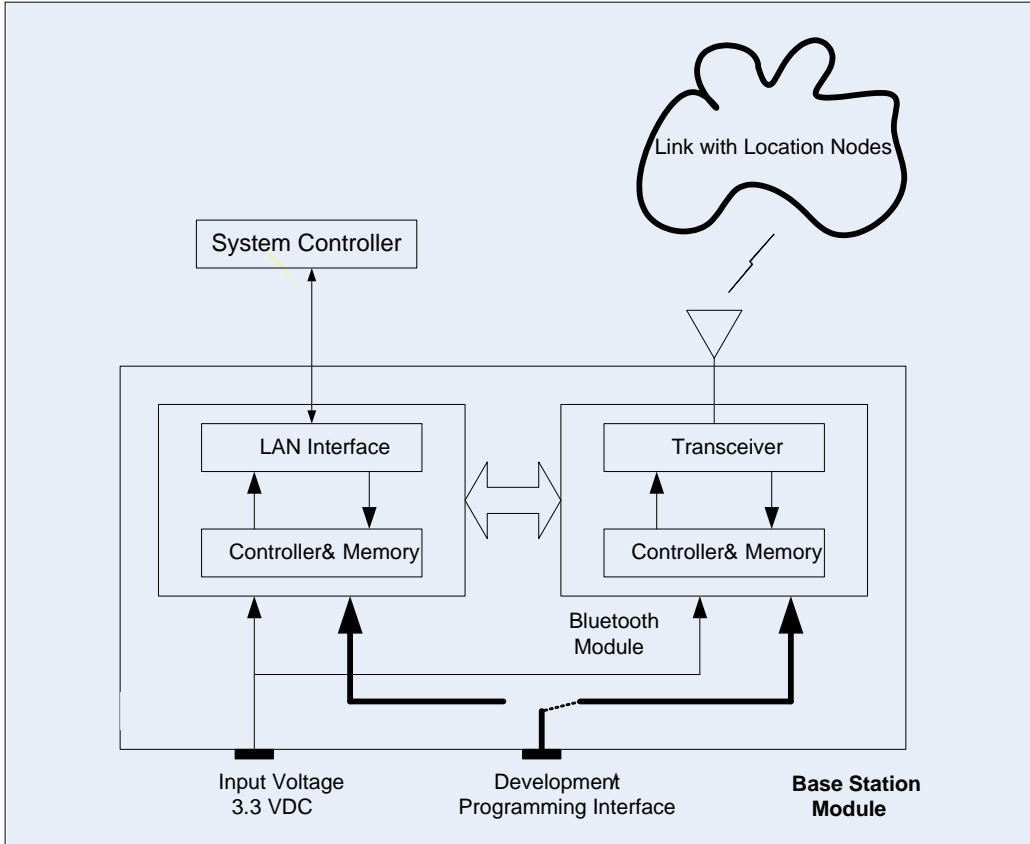 Link with Location Nodes
System Controller
LAN Interface
Transceiver
Controller& Memory
Controller& Memory
Bluetooth
Module
Input Voltage
3.3 VDC
Development/
Programming Interface
Base Station
Module